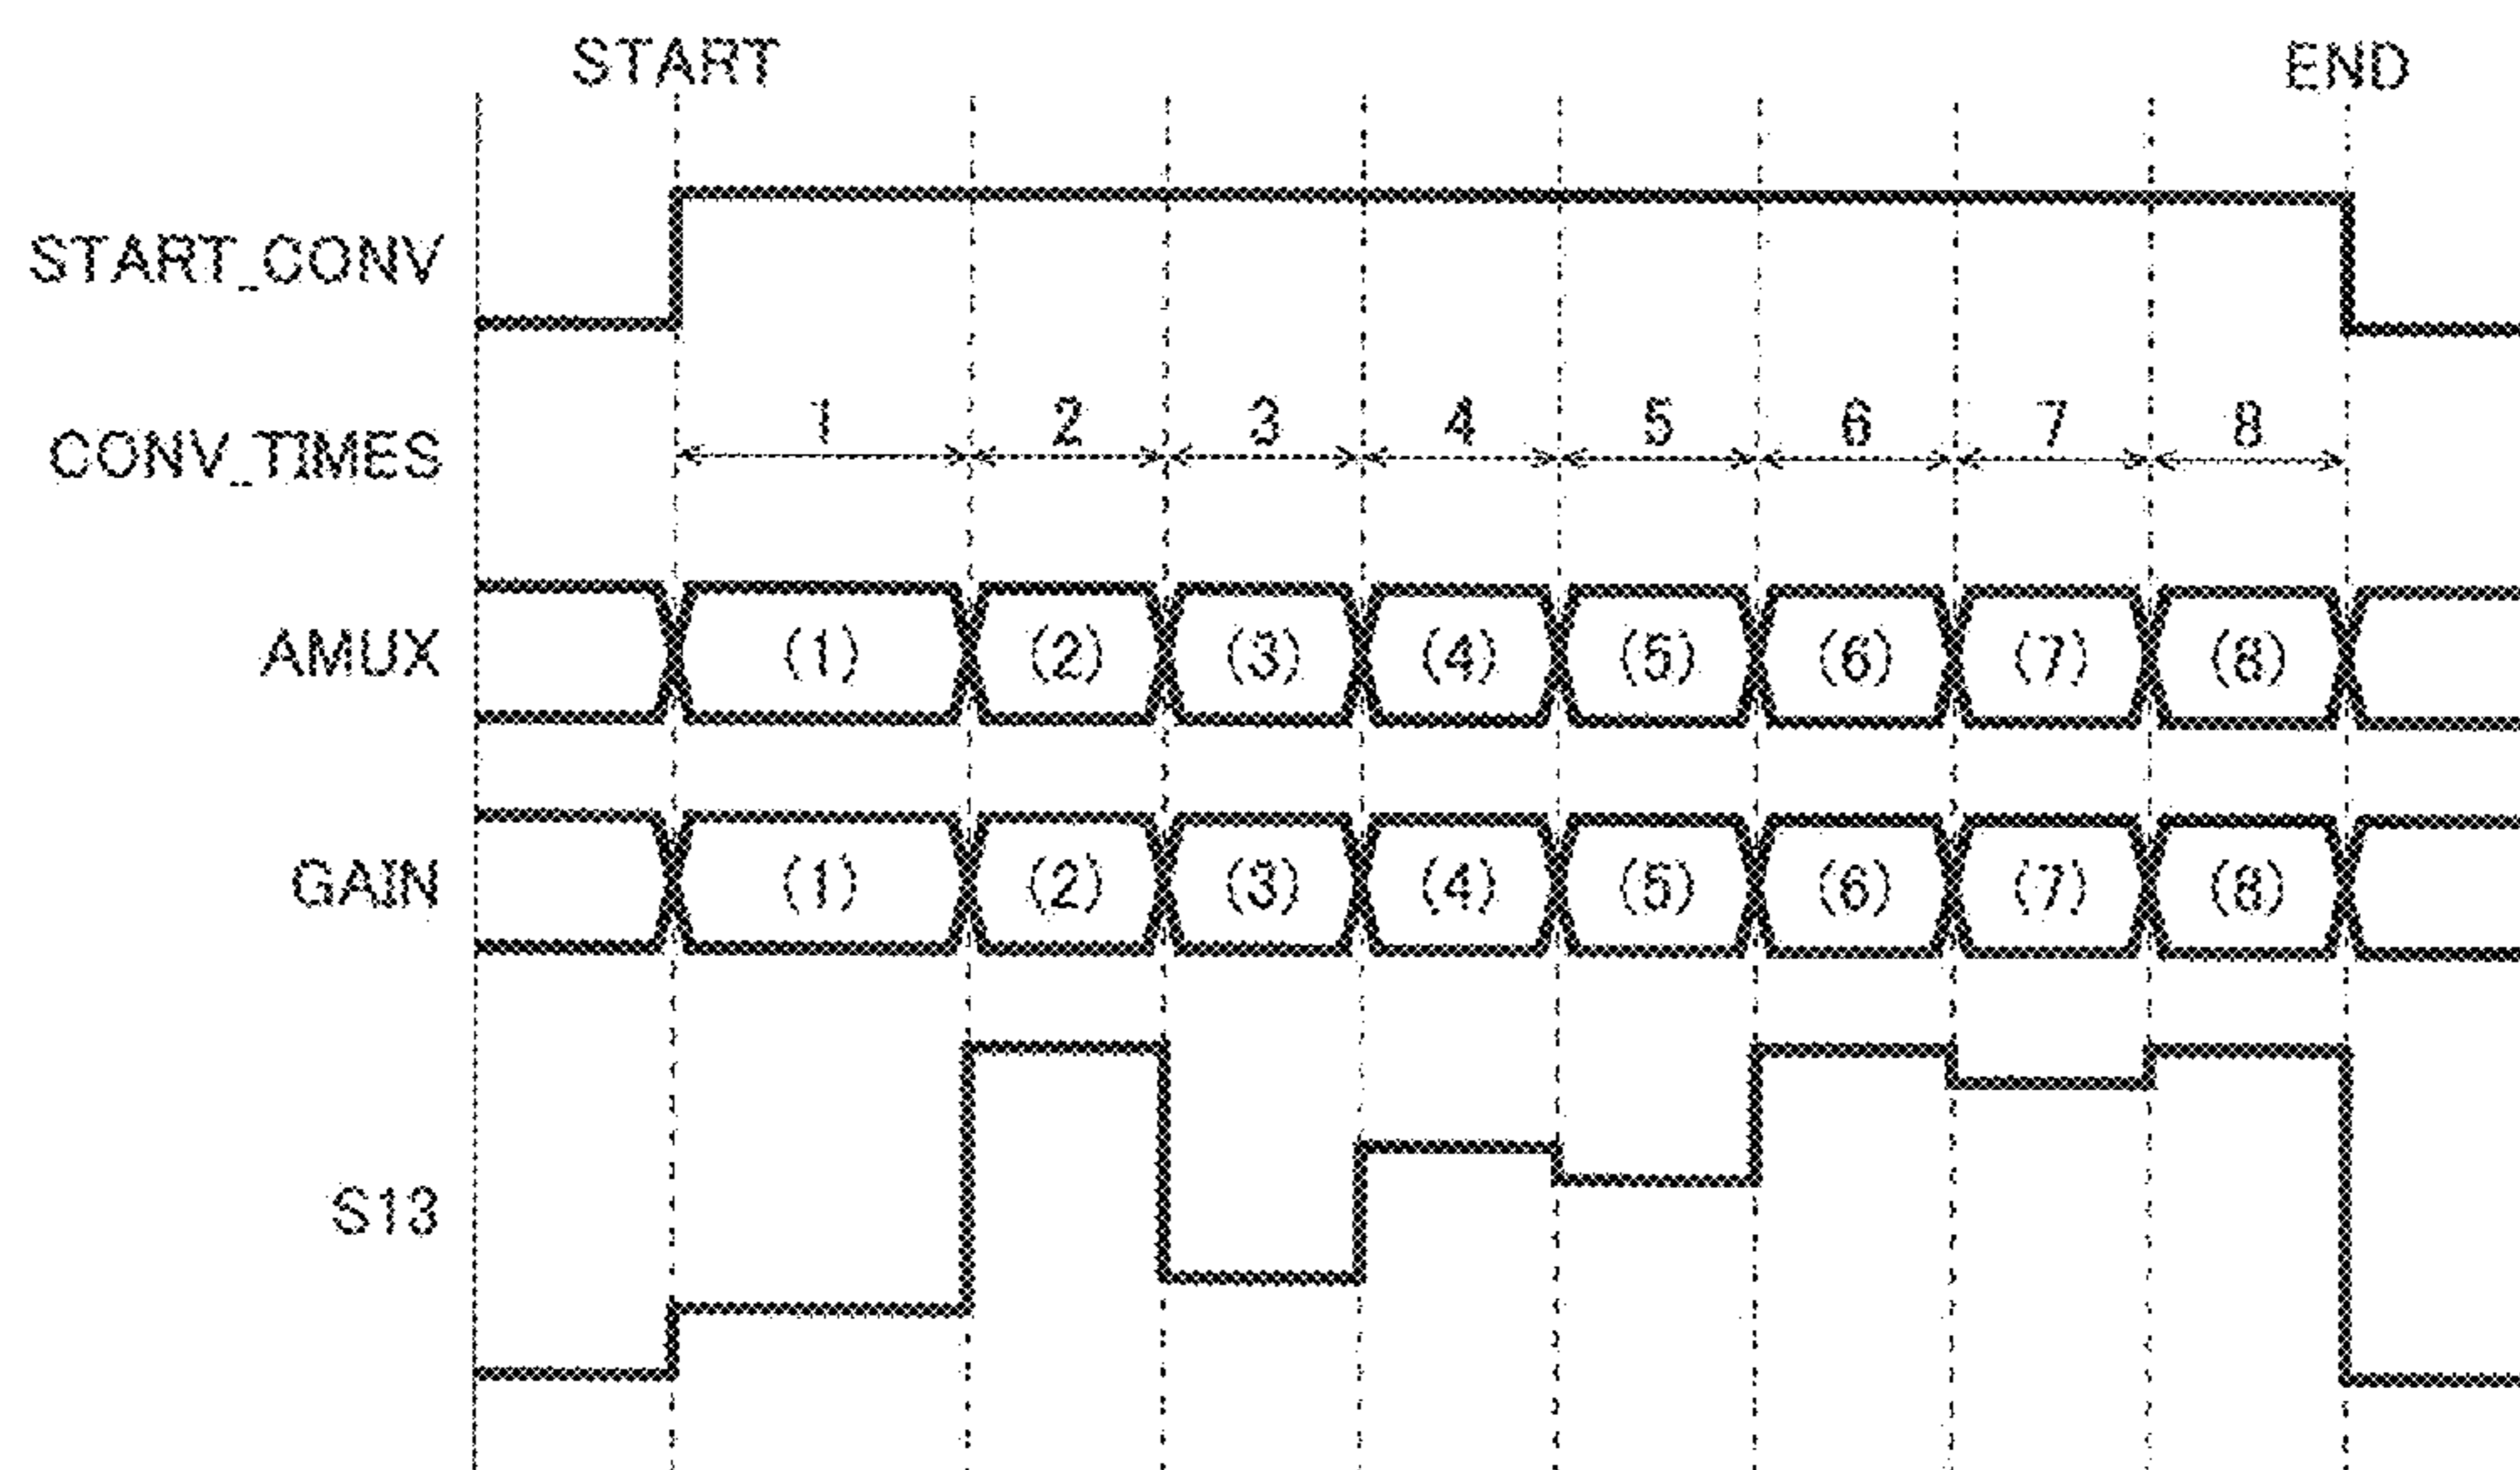 START END
START_CONV
CONV_TIMES 1 2 3 4 5 6 7 8
AMUX (1) (2) (3) (4) (5) (6) (7) (8)
GAIN (1) (2) (3) (4) (5) (6) (7) (8)
S13